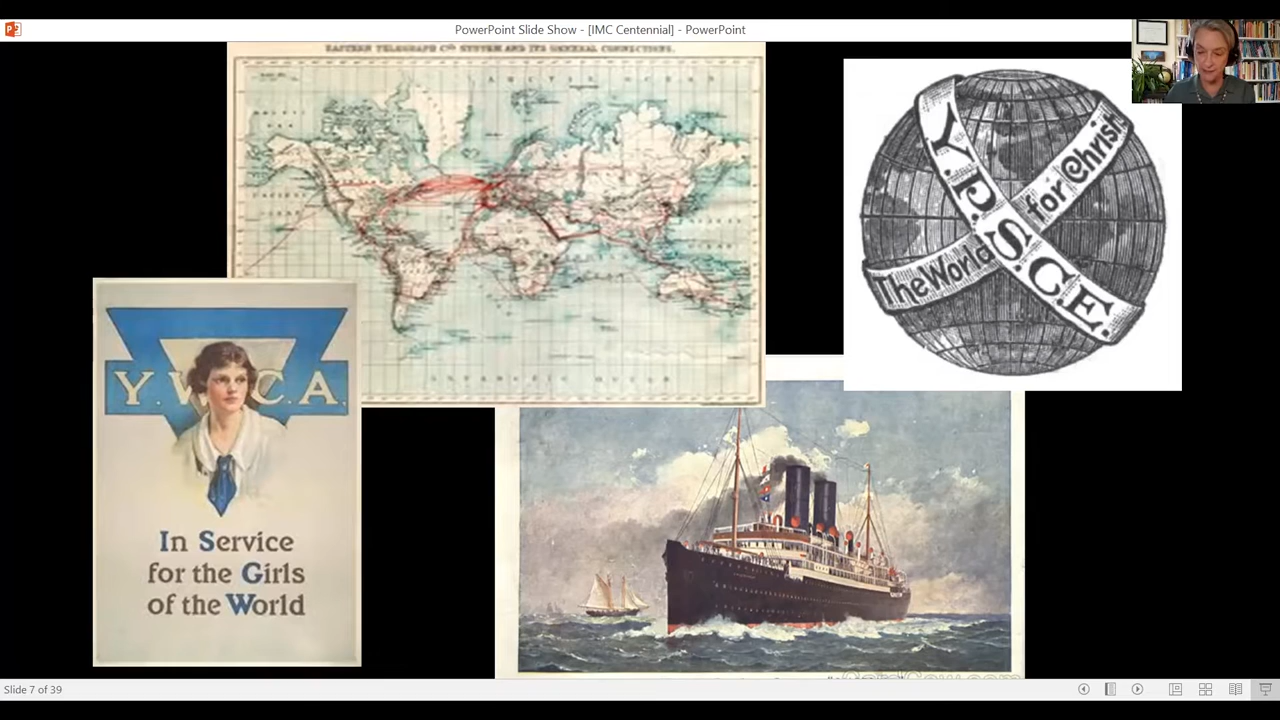 PowerPoint Slide Show - [IMC Centennial] - PowerPoint
EASTERN TELEGRAPH Cº'S SYSTEM AND ITS GENERAL CONNECTIONS.
Y.P.S.C.E.
The World for Christ
Y.W.C.A.
In Service
for the Girls
of the World
Slide 7 of 39